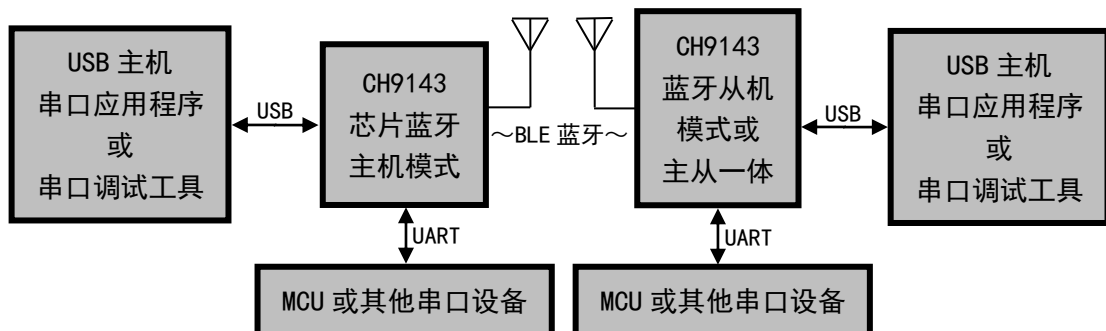 USB 主机
串口应用程序
或
串口调试工具
USB
CH9143
芯片蓝牙
主机模式
～BLE 蓝牙～
CH9143
蓝牙从机
模式或
主从一体
USB
USB 主机
串口应用程序
或
串口调试工具
UART
UART
MCU 或其他串口设备
MCU 或其他串口设备